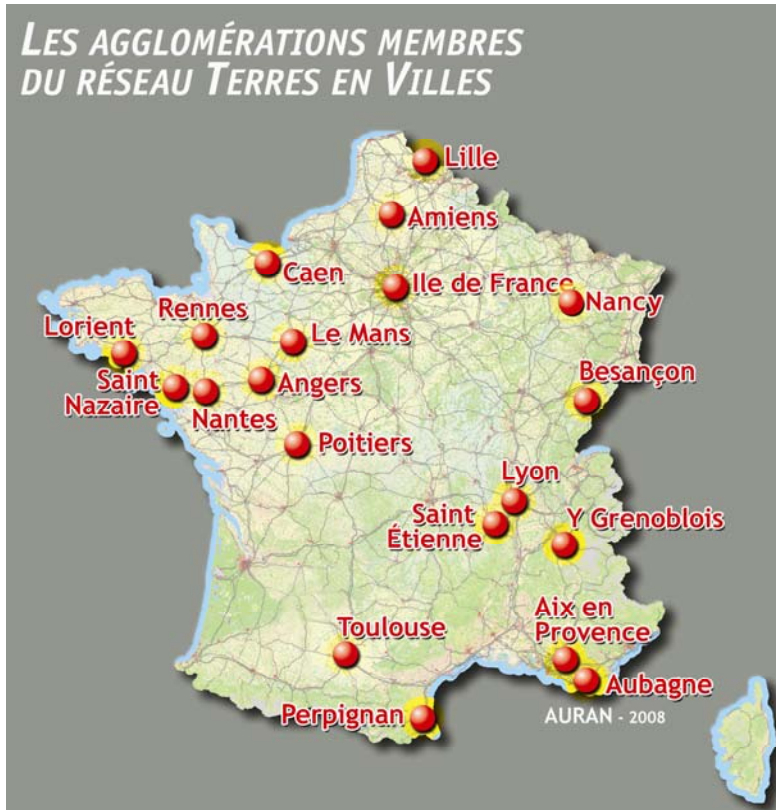 LES AGGLOMÉRATIONS MEMBRES
DU RÉSEAU TERRES EN VILLES
Lille
Amiens
Caen
Ile de France
Nancy
Rennes
Lorient
Le Mans
Saint
Nazaire
Angers
Besançon
Nantes
Poitiers
Lyon
Saint
Étienne
Y Grenoblois
Aix en
Provence
Toulouse
Aubagne
Perpignan
AURAN - 2008